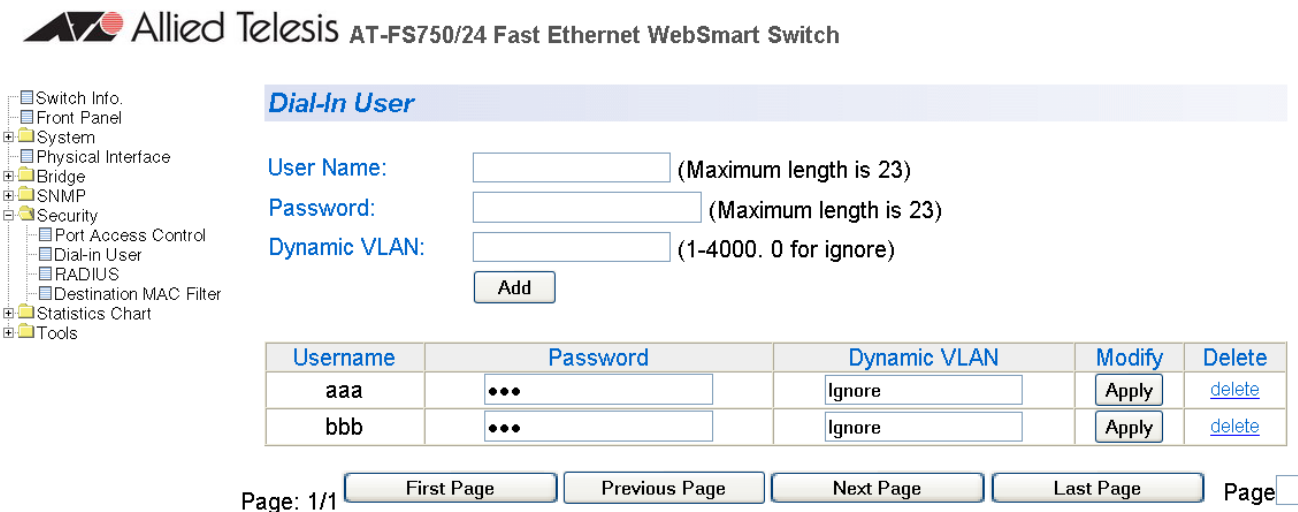 Allied Telesis AT-FS750/24 Fast Ethernet WebSmart Switch
Switch Info.
Front Panel
System
Physical Interface
Bridge
SNMP
Security
Port Access Control
Dial-in User
RADIUS
Destination MAC Filter
Statistics Chart
Tools
Dial-In User
User Name: (Maximum length is 23)
Password: (Maximum length is 23)
Dynamic VLAN: (1-4000. 0 for ignore)
Add
Username Password Dynamic VLAN Modify Delete
aaa ●●● Ignore Apply delete
bbb ●●● Ignore Apply delete
Page: 1/1 First Page Previous Page Next Page Last Page Page